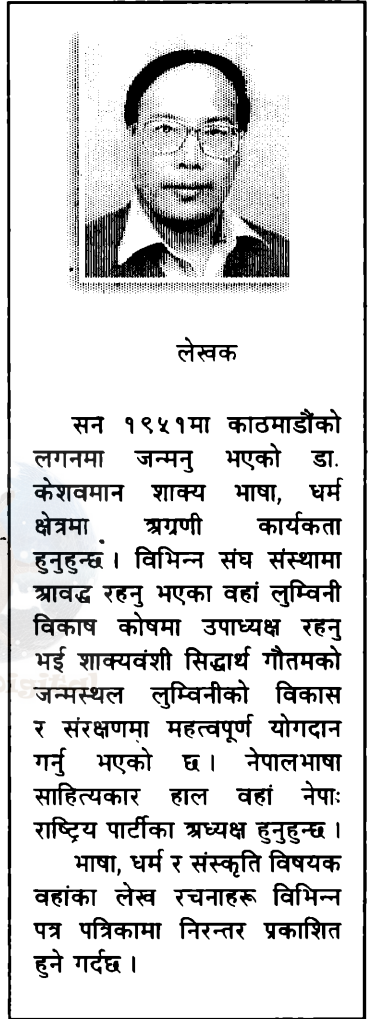 लेखक
सन १९५१मा काठमाडौंको
लगनमा जन्मनु भएको डा.
केशवमान शाक्य भाषा, धर्म
क्षेत्रमा अग्रणी कार्यकता
हुनुहुन्छ । विभिन्न संघ संस्थामा
आवद्ध रहनु भएका वहां लुम्विनी
विकाष कोषमा उपाध्यक्ष रहनु
भई शाक्यवंशी सिद्धार्थ गौतमको
जन्मस्थल लुम्विनीको विकास
र संरक्षणमा महत्वपूर्ण योगदान
गर्नु भएको छ । नेपालभाषा
साहित्यकार हाल वहां नेपाः
राष्ट्रिय पार्टीका अध्यक्ष हुनुहुन्छ ।
भाषा, धर्म र संस्कृति विषयक
वहांका लेख रचनाहरू विभिन्न
पत्र पत्रिकामा निरन्तर प्रकाशित
हुने गर्दछ ।